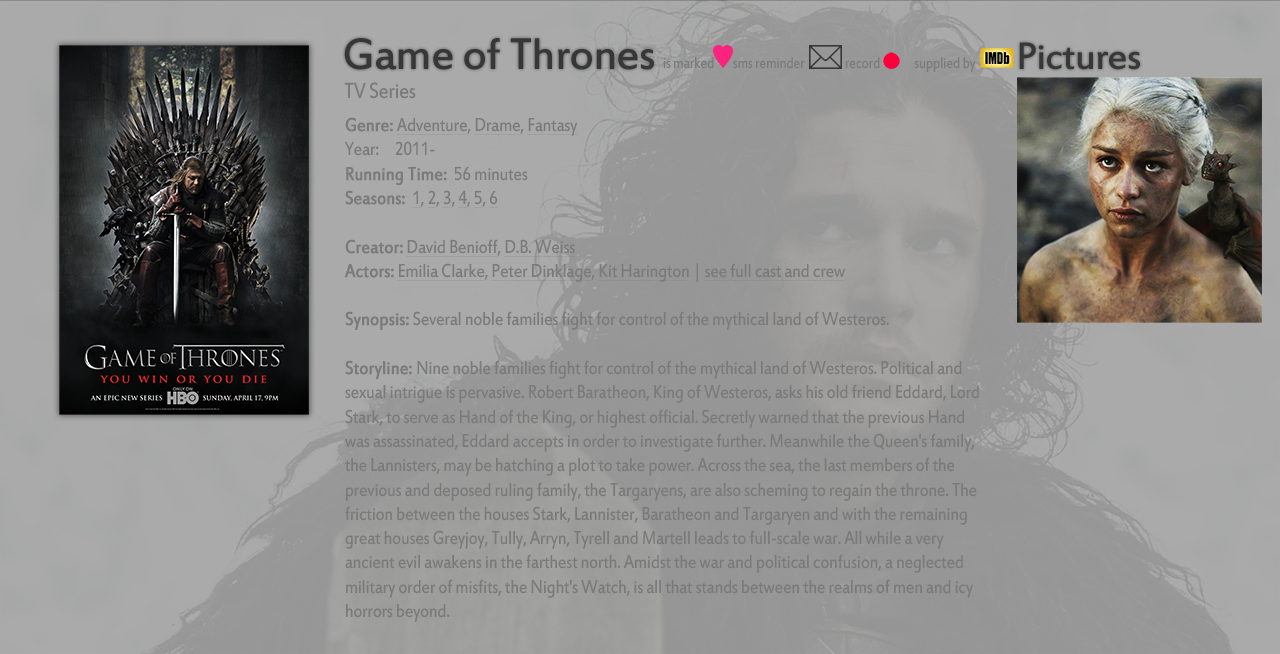 Game of Thrones is marked sms reminder record supplied by IMDb Pictures
TV Series
Genre: Adventure, Drame, Fantasy
Year: 2011-
Running Time: 56 minutes
Seasons: 1, 2, 3, 4, 5, 6
Creator: David Benioff, D.B. Weiss
Actors: Emilia Clarke, Peter Dinklage, Kit Harington | see full cast and crew
Synopsis: Several noble families fight for control of the mythical land of Westeros.
Storyline: Nine noble families fight for control of the mythical land of Westeros. Political and
sexual intrigue is pervasive. Robert Baratheon, King of Westeros, asks his old friend Eddard, Lord
Stark, to serve as Hand of the King, or highest official. Secretly warned that the previous Hand
was assassinated, Eddard accepts in order to investigate further. Meanwhile the Queen's family,
the Lannisters, may be hatching a plot to take power. Across the sea, the last members of the
previous and deposed ruling family, the Targaryens, are also scheming to regain the throne. The
friction between the houses Stark, Lannister, Baratheon and Targaryen and with the remaining
great houses Greyjoy, Tully, Arryn, Tyrell and Martell leads to full-scale war. All while a very
ancient evil awakens in the farthest north. Amidst the war and political confusion, a neglected
military order of misfits, the Night's Watch, is all that stands between the realms of men and icy
horrors beyond.
GAME OF THRONES
YOU WIN OR YOU DIE
AN EPIC NEW SERIES ONLY ON HBO SUNDAY, APRIL 17, 9PM